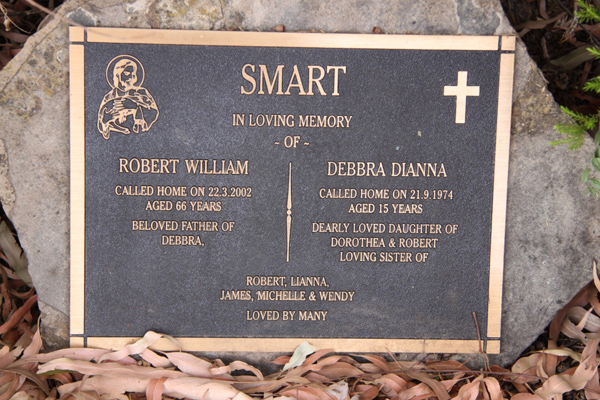 SMART
IN LOVING MEMORY
- OF -
ROBERT WILLIAM
CALLED HOME ON 22.3.2002
AGED 66 YEARS
BELOVED FATHER OF
DEBBRA,
DEBBRA DIANNA
CALLED HOME ON 21.9.1974
AGED 15 YEARS
DEARLY LOVED DAUGHTER OF
DOROTHEA & ROBERT
LOVING SISTER OF
ROBERT, LIANNA,
JAMES, MICHELLE & WENDY
LOVED BY MANY